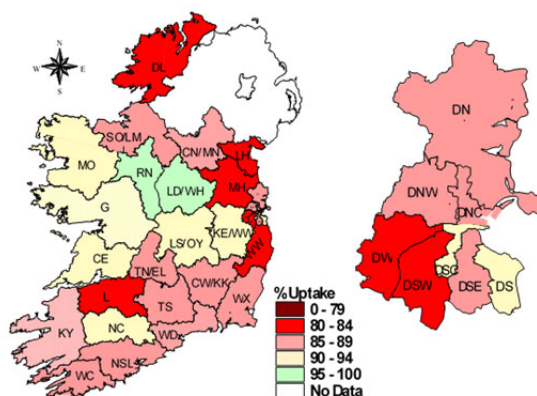 N
W E
S
DL
SO/LM
CN/MN
LH
MO
RN
LD/WH
MH
G
LS/OY
KE/WW
WW
CE
TN/EL
CW/KK
L
TS
WX
KY
NC
WD
NSL
WC
DN
DNW
DNC
DW
DSW
DSC
DSE
DS
%Uptake
0 - 79
80 - 84
85 - 89
90 - 94
95 - 100
No Data